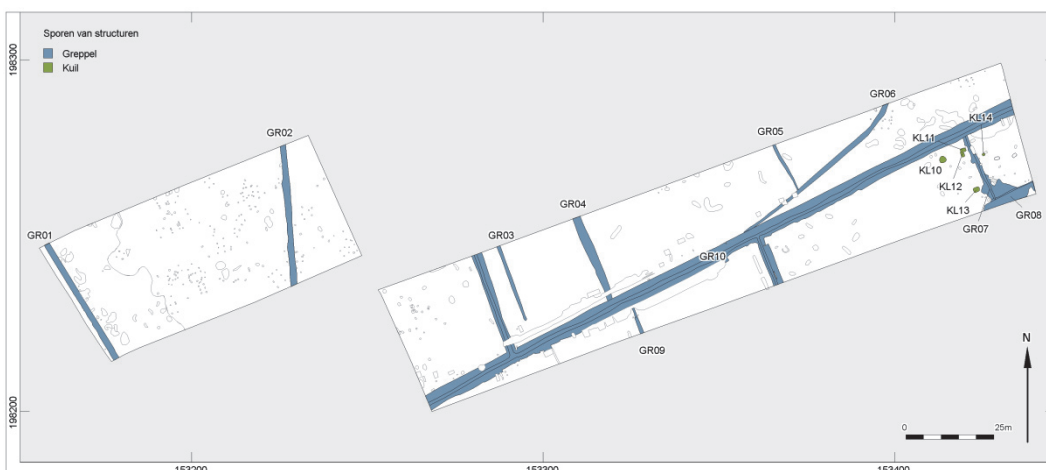 Sporen van structuren
Greppel
Kuil
198300
198200
GR01
GR02
GR03
GR04
GR05
GR06
GR10
GR09
KL14
KL11
KL10
KL12
KL13
GR08
GR07
N
0
25m
153200
153300
153400